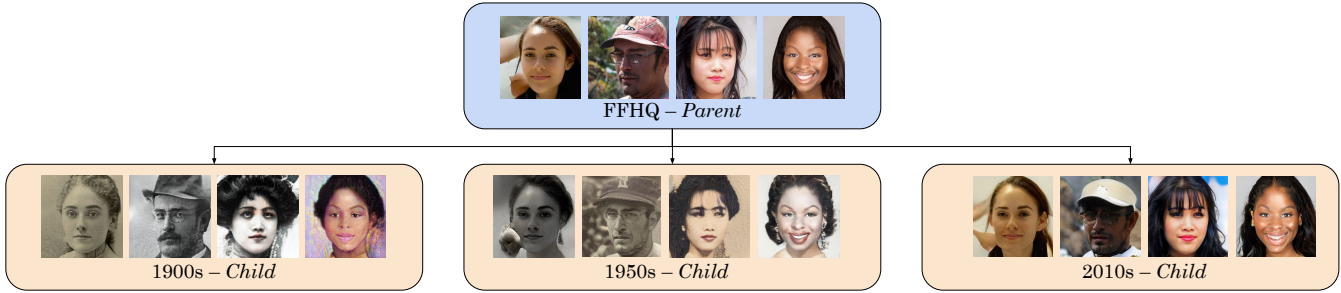 FFHQ – Parent
1900s – Child
1950s – Child
2010s – Child